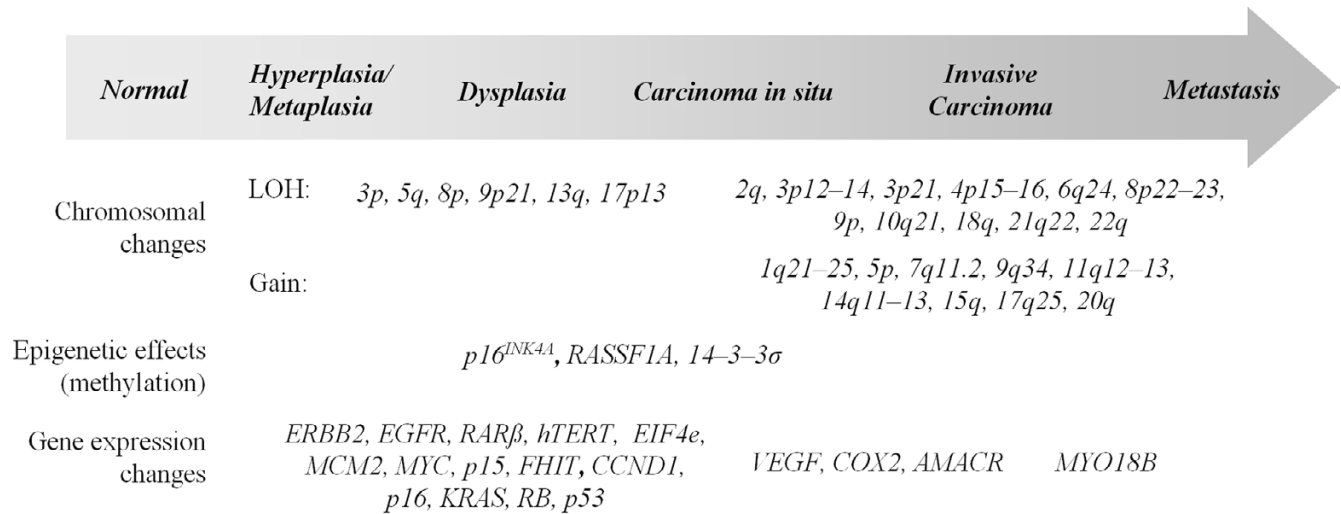 Normal
Hyperplasia/
Metaplasia
Dysplasia
Carcinoma in situ
Invasive
Carcinoma
Metastasis
Chromosomal
changes
LOH:
3p, 5q, 8p, 9p21, 13q, 17p13
2q, 3p12–14, 3p21, 4p15–16, 6q24, 8p22–23,
9p, 10q21, 18q, 21q22, 22q
Gain:
1q21–25, 5p, 7q11.2, 9q34, 11q12–13,
14q11–13, 15q, 17q25, 20q
Epigenetic effects
(methylation)
p16^INK4A, RASSF1A, 14–3–3σ
Gene expression
changes
ERBB2, EGFR, RARβ, hTERT, EIF4e,
MCM2, MYC, p15, FHIT, CCND1,
p16, KRAS, RB, p53
VEGF, COX2, AMACR
MYO18B